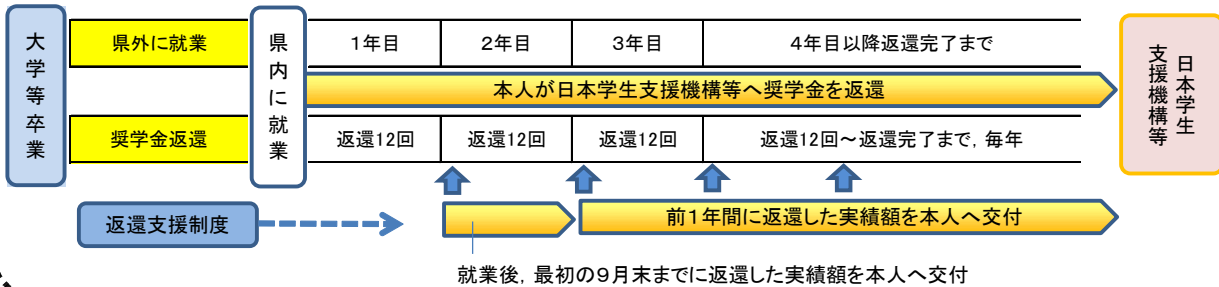 大学等卒業
県外に就業
県内に就業
1年目
2年目
3年目
4年目以降返還完了まで
本人が日本学生支援機構等へ奨学金を返還
日本学生
支援機構等
奨学金返還
返還12回
返還12回
返還12回
返還12回～返還完了まで，毎年
返還支援制度
前１年間に返還した実績額を本人へ交付
就業後，最初の９月末までに返還した実績額を本人へ交付